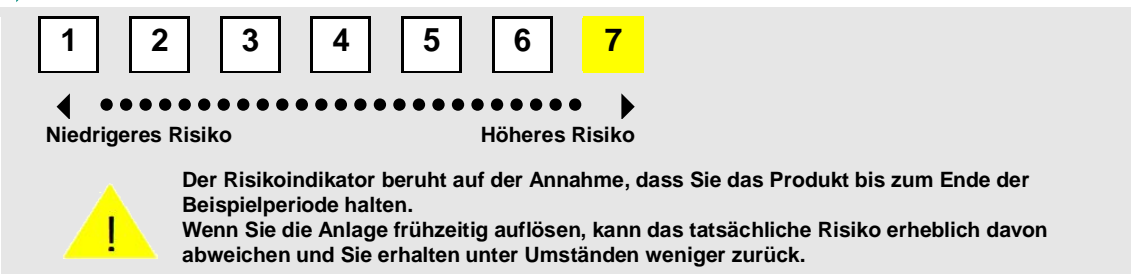 1 2 3 4 5 6 7
Niedrigeres Risiko Höheres Risiko
Der Risikoindikator beruht auf der Annahme, dass Sie das Produkt bis zum Ende der
Beispielperiode halten.
Wenn Sie die Anlage frühzeitig auflösen, kann das tatsächliche Risiko erheblich davon
abweichen und Sie erhalten unter Umständen weniger zurück.
!